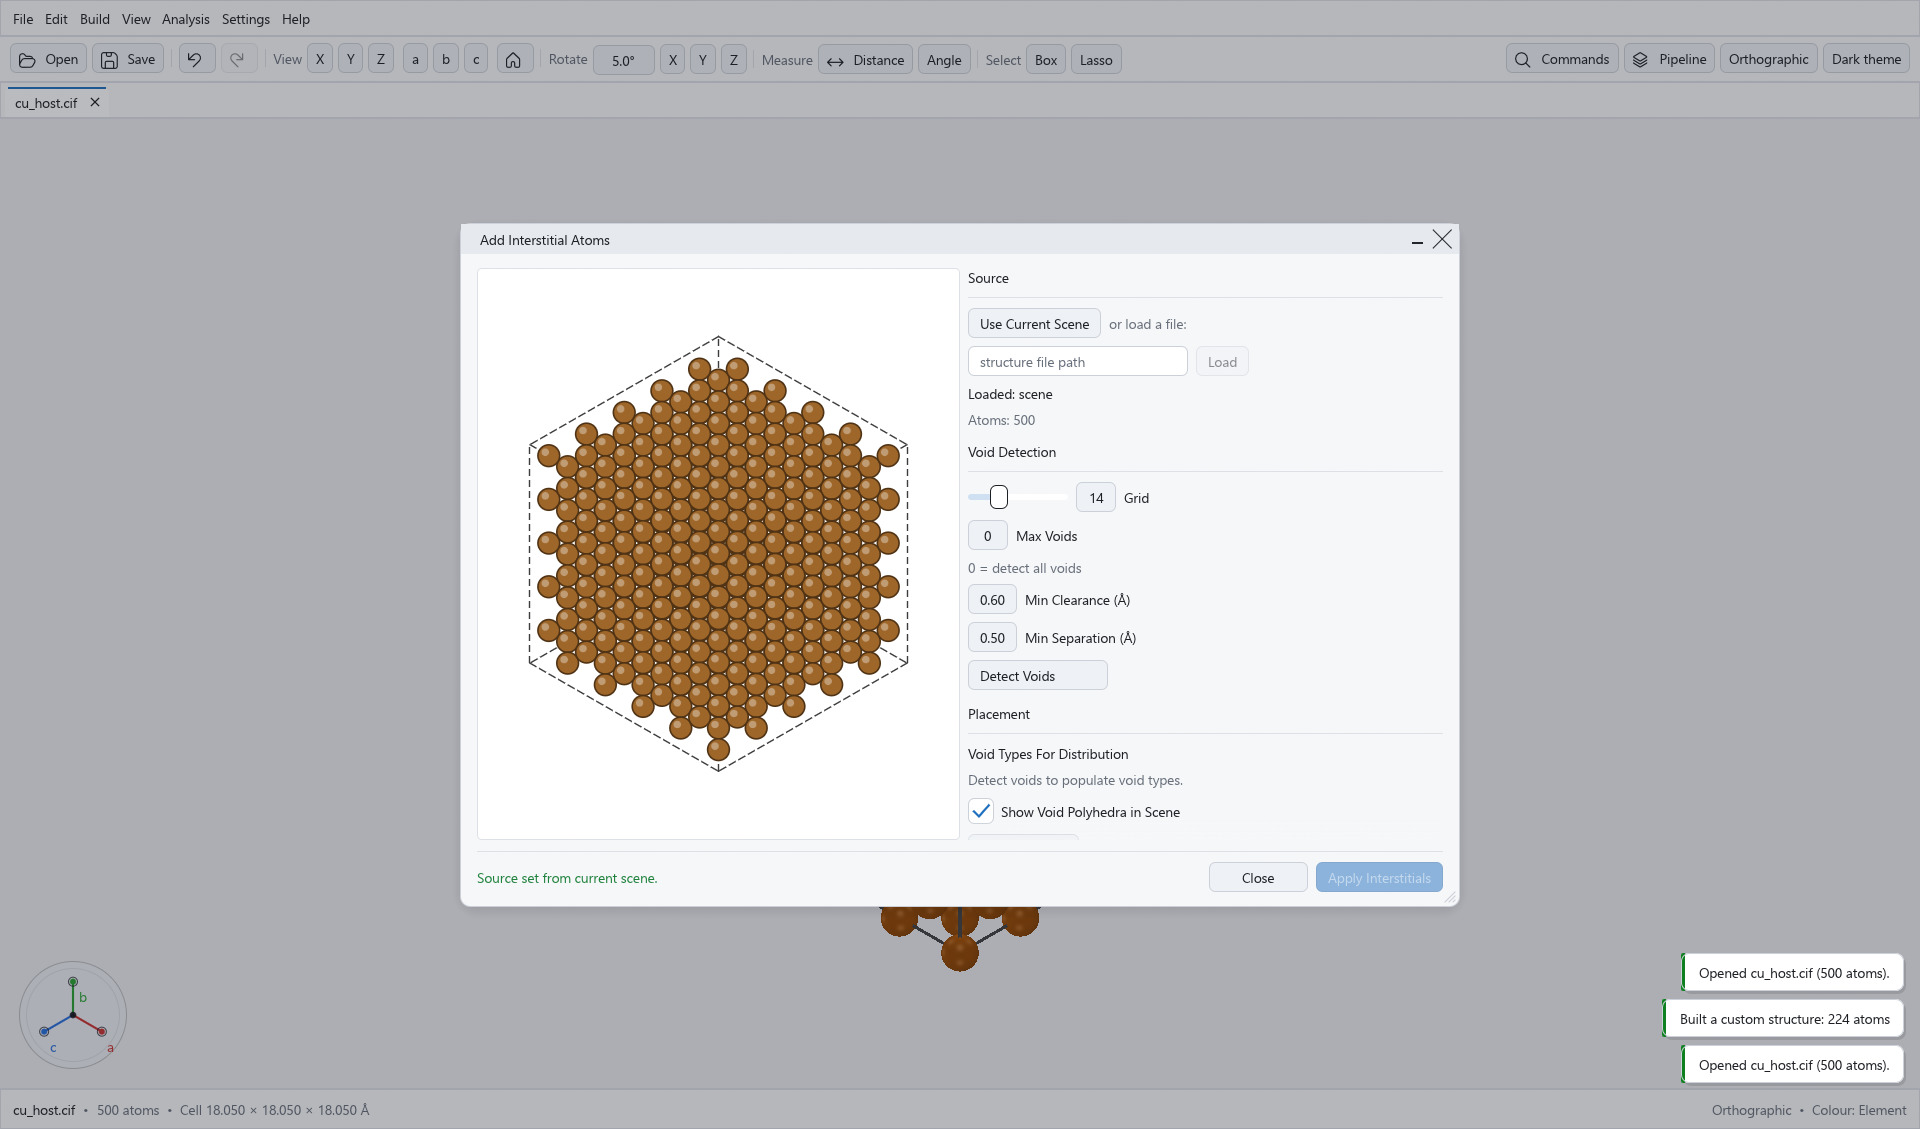 File Edit Build View Analysis Settings Help
Open Save View X Y Z a b c Rotate 5.0° X Y Z Measure Distance Angle Select Box Lasso Commands Pipeline Orthographic Dark theme
cu_host.cif
Add Interstitial Atoms
Source
Use Current Scene or load a file:
structure file path Load
Loaded: scene
Atoms: 500
Void Detection
14 Grid
0 Max Voids
0 = detect all voids
0.60 Min Clearance (Å)
0.50 Min Separation (Å)
Detect Voids
Placement
Void Types For Distribution
Detect voids to populate void types.
Show Void Polyhedra in Scene
Source set from current scene. Close Apply Interstitials
b
c a
Opened cu_host.cif (500 atoms).
Built a custom structure: 224 atoms
Opened cu_host.cif (500 atoms).
cu_host.cif • 500 atoms • Cell 18.050 × 18.050 × 18.050 Å Orthographic • Colour: Element